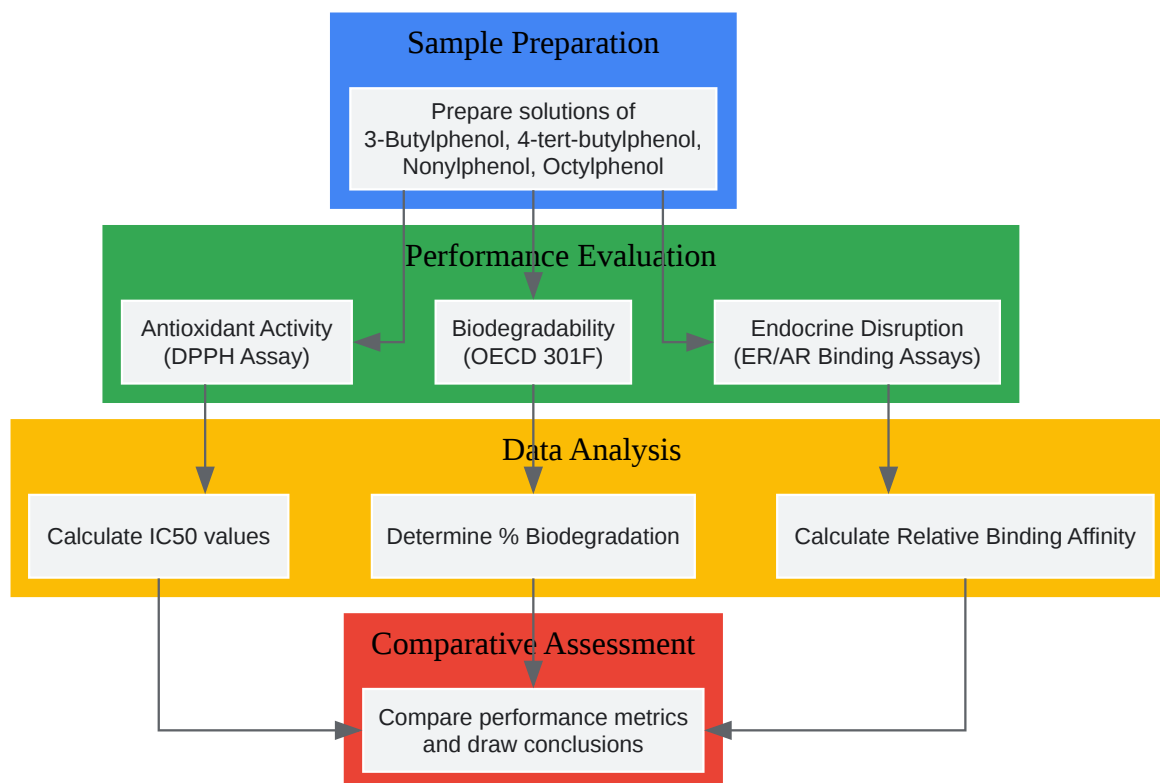 Sample Preparation
Prepare solutions of
3-Butylphenol, 4-tert-butylphenol,
Nonylphenol, Octylphenol
Performance Evaluation
Antioxidant Activity
(DPPH Assay)
Biodegradability
(OECD 301F)
Endocrine Disruption
(ER/AR Binding Assays)
Data Analysis
Calculate IC50 values
Determine % Biodegradation
Calculate Relative Binding Affinity
Comparative Assessment
Compare performance metrics
and draw conclusions